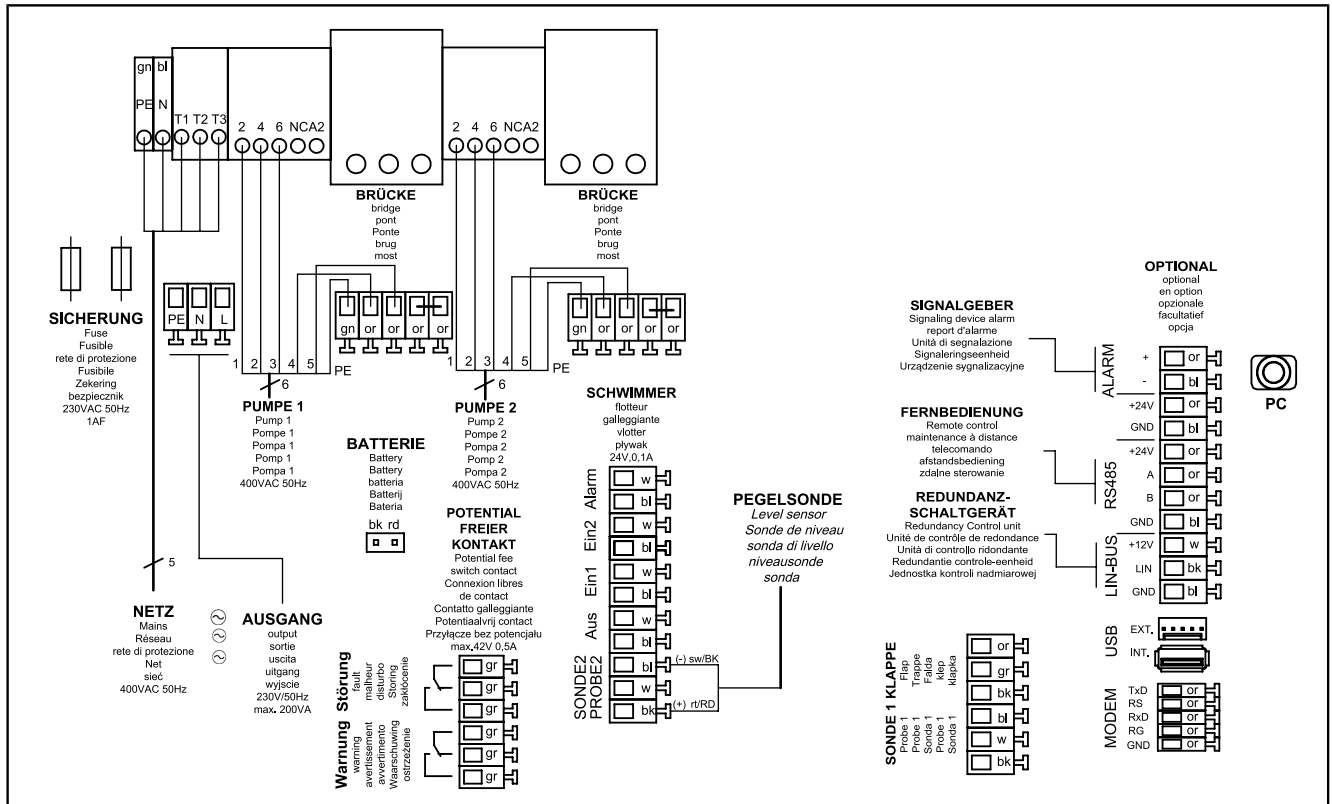 gn bl
PE N
T1 T2 T3
2 4 6 NCA2
BRÜCKE
bridge
pont
Ponte
brug
most
2 4 6 NCA2
BRÜCKE
bridge
pont
Ponte
brug
most
SICHERUNG
Fuse
Fusible
rete di protezione
Fusibile
Zekering
bezpiecznik
230VAC 50Hz
1AF
PE N L
gn or or or or
1 2 3 4 5 PE
6
PUMPE 1
Pump 1
Pompe 1
Pompa 1
Pomp 1
Pompa 1
400VAC 50Hz
gn or or or or
1 2 3 4 5 PE
6
PUMPE 2
Pump 2
Pompe 2
Pompa 2
Pomp 2
Pompa 2
400VAC 50Hz
5
NETZ
Mains
Réseau
rete di protezione
Net
sieć
400VAC 50Hz
AUSGANG
output
sortie
uscita
uitgang
wyjscie
230V/50Hz
max. 200VA
BATTERIE
Battery
Battery
batteria
Batterij
Bateria
bk rd
POTENTIAL
FREIER
KONTAKT
Potential fee
switch contact
Connexion libres
de contact
Contatto galleggiante
Potentiaalvrij contact
Przyłącze bez potencjału
max.42V 0,5A
Störung
fault
malheur
disturbo
Storing
zakłócenie
gr
gr
gr
Warnung
warning
avertissement
avvertimento
Waarschuwing
ostrzeżenie
gr
gr
gr
SCHWIMMER
flotteur
galleggiante
vlotter
pływak
24V,0,1A
Alarm
w
bl
Ein2
w
bl
Ein1
w
bl
Aus
w
bl
SONDE2
PROBE2
bl (-) sw/BK
w
bk (+) rt/RD
PEGELSONDE
Level sensor
Sonde de niveau
sonda di livello
niveausonde
sonda
OPTIONAL
optional
en option
opzionale
facultatief
opcja
SIGNALGEBER
Signaling device alarm
report d'alarme
Unità di segnalazione
Signaleringseenheid
Urządzenie sygnalizacyjne
ALARM
+ or
- bl
+24V or
GND bl
PC
FERNBEDIENUNG
Remote control
maintenance à distance
telecomando
afstandsbediening
zdalne sterowanie
RS485
+24V or
A or
B or
GND bl
REDUNDANZ-
SCHALTGERÄT
Redundancy Control unit
Unité de contrôle de redondance
Unità di controllo ridondante
Redundantie controle-eenheid
Jednostka kontroli nadmiarowej
LIN-BUS
+12V w
LIN bk
GND bl
USB
EXT.
INT.
MODEM
TxD or
RS or
RxD or
RG or
GND or
KLAPPE
Flap
Trappe
Falda
klep
klapka
or
gr
bk
SONDE 1
Probe 1
Probe 1
Sonda 1
Probe 1
Sonda 1
bl
w
bk